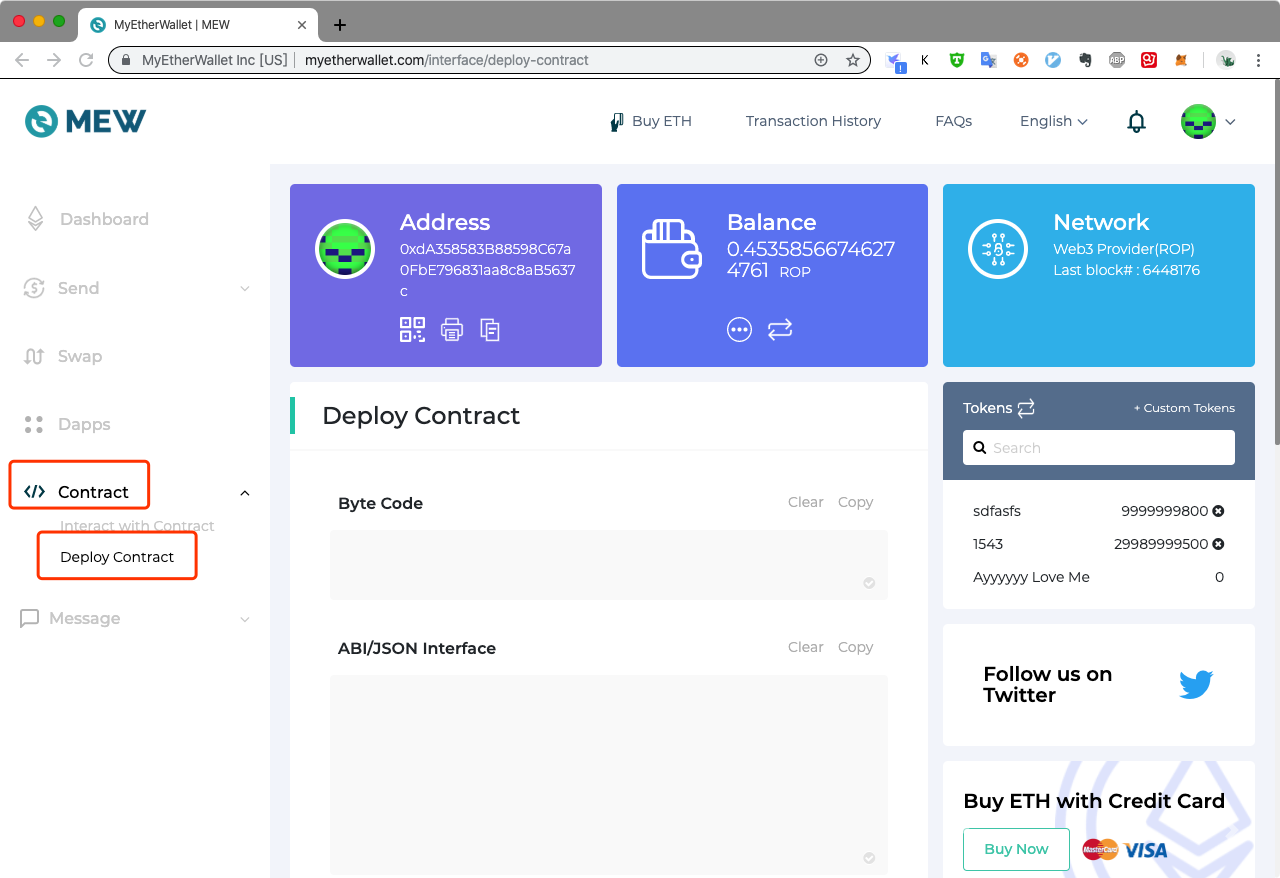 MyEtherWallet | MEW
MyEtherWallet Inc [US]
myetherwallet.com/interface/deploy-contract
K
ABP
MEW
Buy ETH
Transaction History
FAQs
English
Dashboard
Send
Swap
Dapps
Contract
Interact with Contract
Deploy Contract
Message
Address
0xdA358583B88598C67a
0FbE796831aa8c8aB5637
c
Balance
0.4535856674627
4761 ROP
Network
Web3 Provider(ROP)
Last block# : 6448176
Deploy Contract
Byte Code
Clear
Copy
ABI/JSON Interface
Clear
Copy
Tokens
+ Custom Tokens
Search
sdfasfs
9999999800
1543
29989999500
Ayyyyyy Love Me
0
Follow us on
Twitter
Buy ETH with Credit Card
Buy Now
MasterCard
VISA